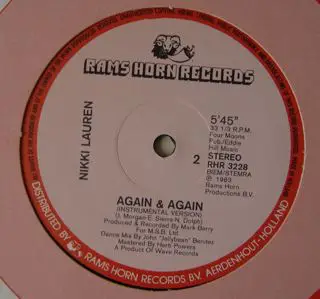 RAMS HORN RECORDS
NIKKI LAUREN
5'45"
33 1/3 R.P.M.
Four Moons
Pub./Eddie
Hill Music
2 STEREO
RHR 3228
BIEM/STEMRA
℗ 1983
Rams Horn
Productions B.V.
AGAIN & AGAIN
(INSTRUMENTAL VERSION)
(J. Morgan-E. Sierra-N. Dolph)
Produced & Recorded by Mark Berry
For M.S.B. Ltd.
Dance Mix By John "Jellybean" Benitez
Mastered By Herb Powers
A Product Of Wave Records
DISTRIBUTED BY RAMS HORN RECORDS B.V. AERDENHOUT-HOLLAND